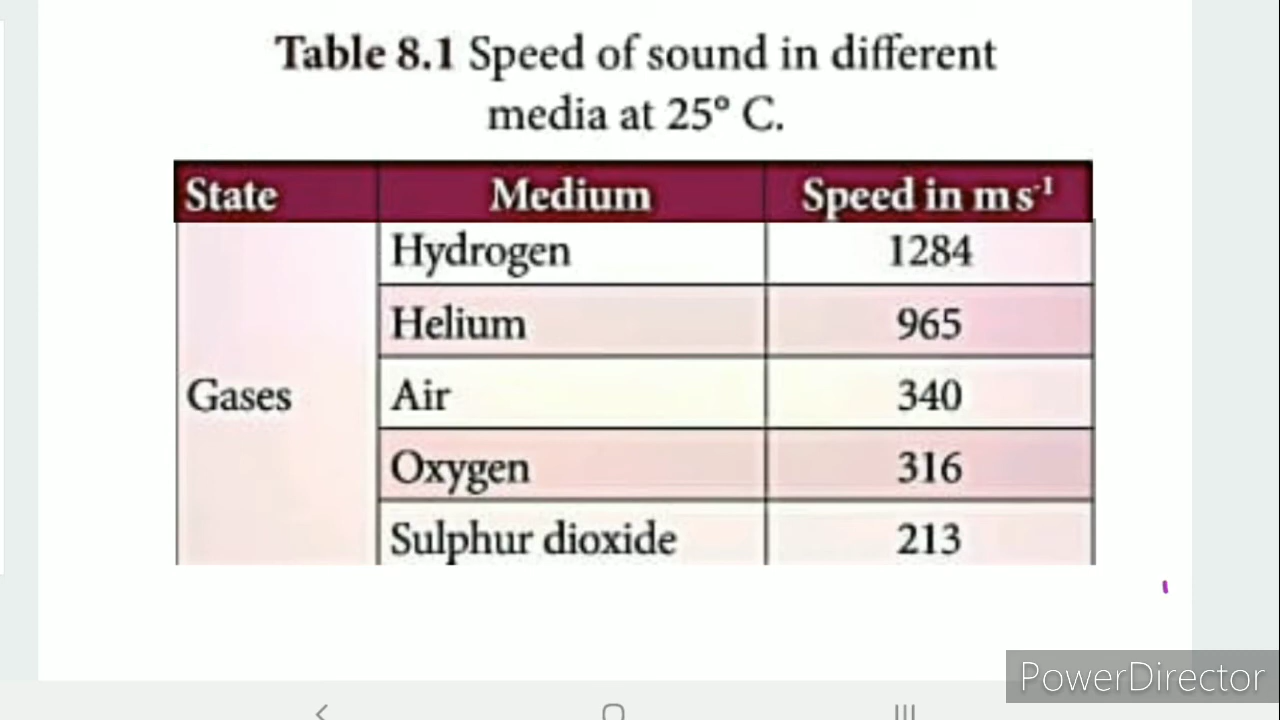 Table 8.1 Speed of sound in different
media at 25° C.
State Medium Speed in m s⁻¹
Hydrogen 1284
Helium 965
Gases Air 340
Oxygen 316
Sulphur dioxide 213
PowerDirector